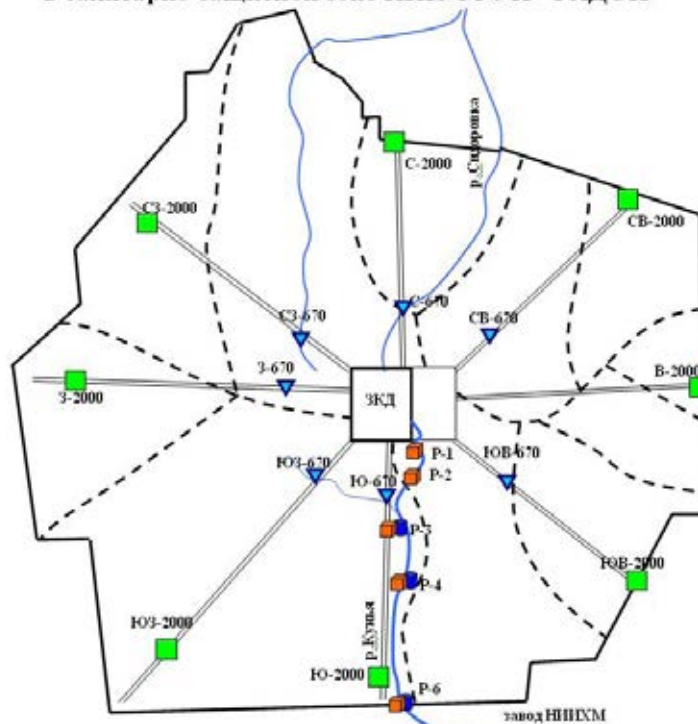 С-2000
р. Сидоровка
СЗ-2000
СВ-2000
С-670
СЗ-670
СВ-670
З-670
В-2000
З-2000
ЗКД
Р-1
ЮВ-670
ЮЗ-670
Р-2
Ю-670
Р-3
Р-4
ЮВ-2000
ЮЗ-2000
р. Кунья
Ю-2000
Р-6
завод НИИХМ